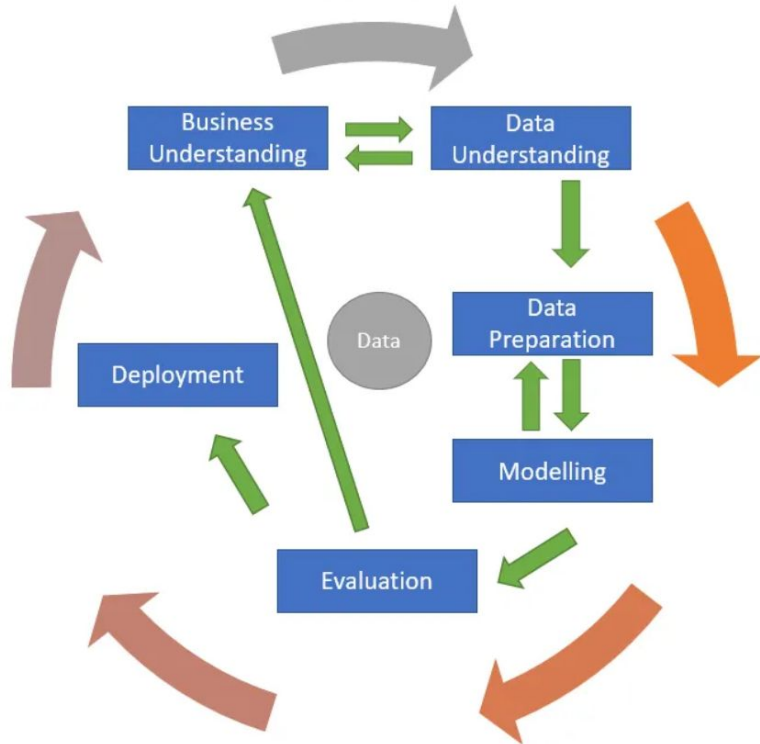 Business
Understanding
Data
Understanding
Data
Preparation
Data
Deployment
Modelling
Evaluation